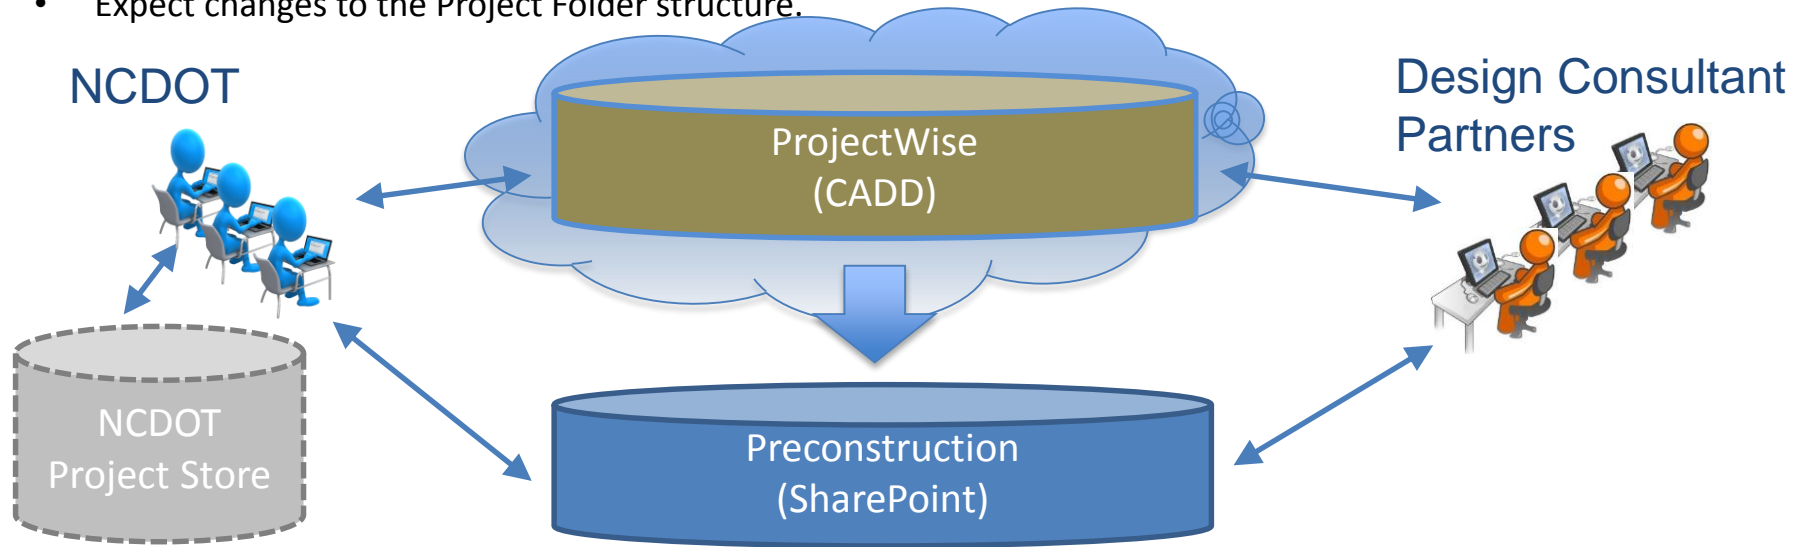 • Expect changes to the Project Folder structure.
NCDOT
Design Consultant
Partners
ProjectWise
(CADD)
NCDOT
Project Store
Preconstruction
(SharePoint)